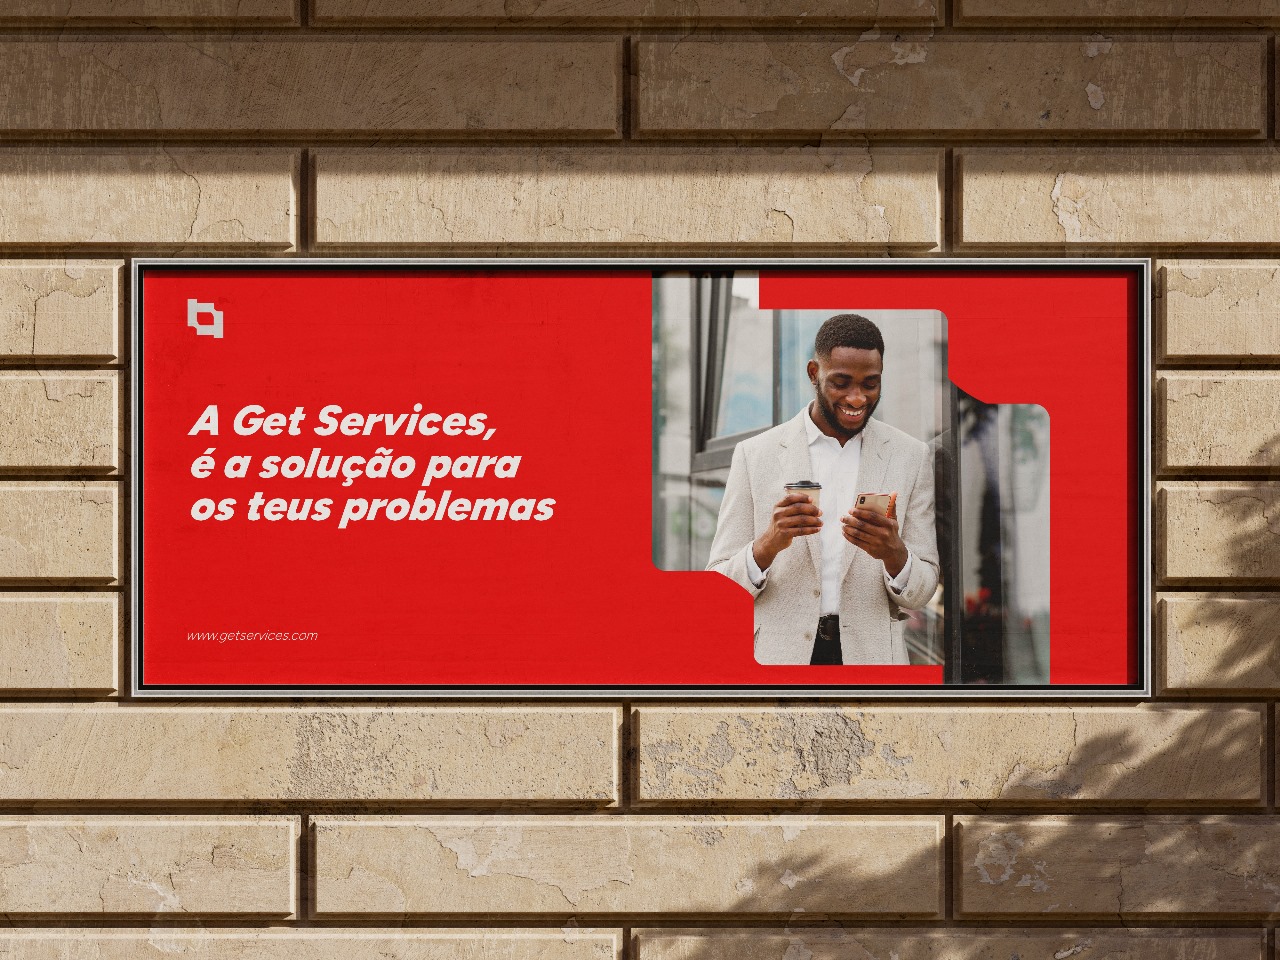 A Get Services,
é a solução para
os teus problemas
www.getservices.com